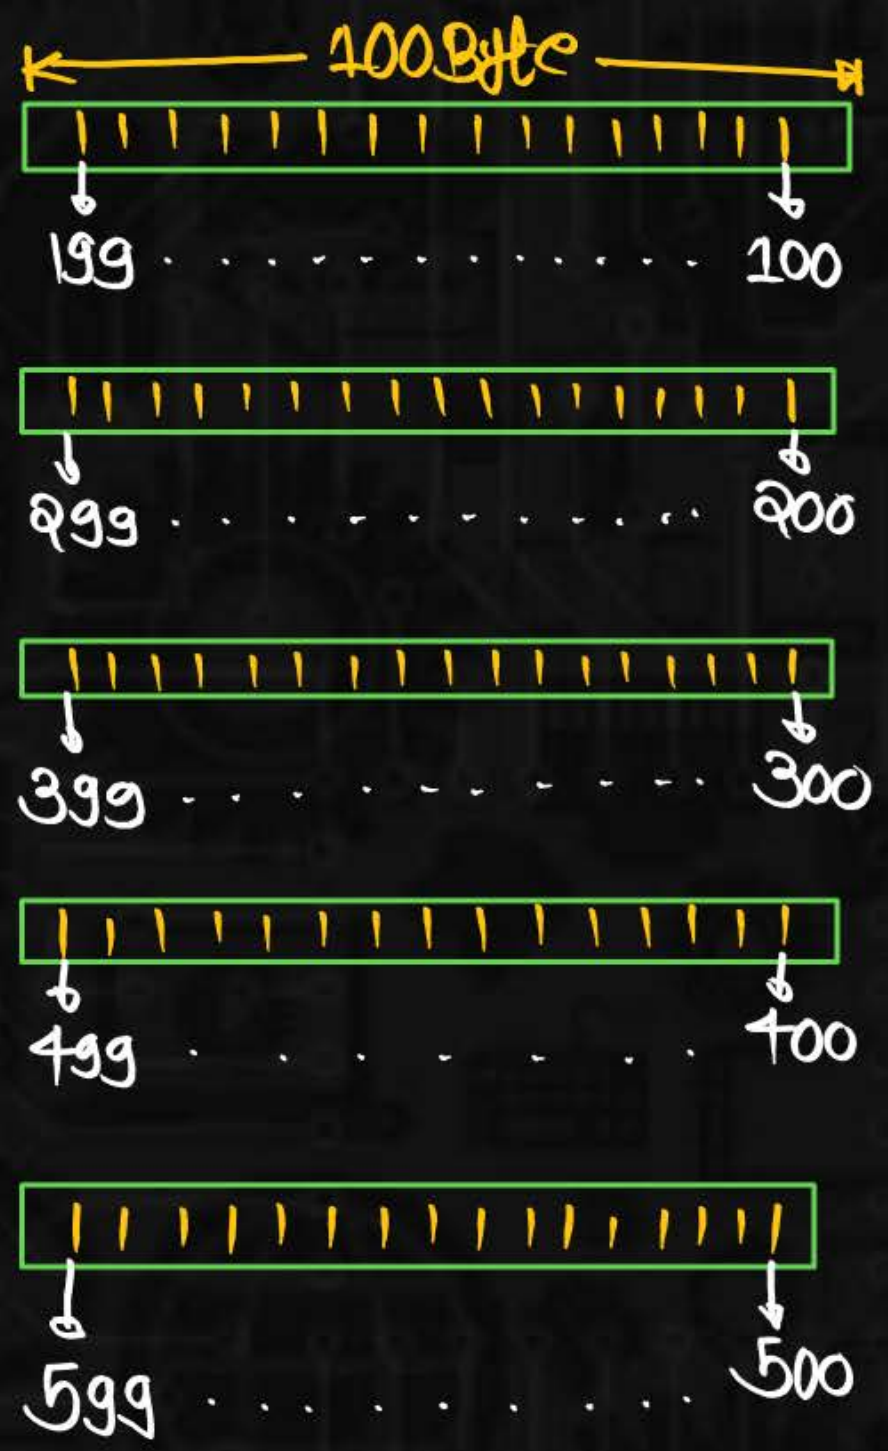 100Byte
199 . . . . . . . . . . . . 100
299 . . . . . . . . . . . 200
399 . . . . . . . . . . 300
499 . . . . . . . 400
599 . . . . . . . . . 500